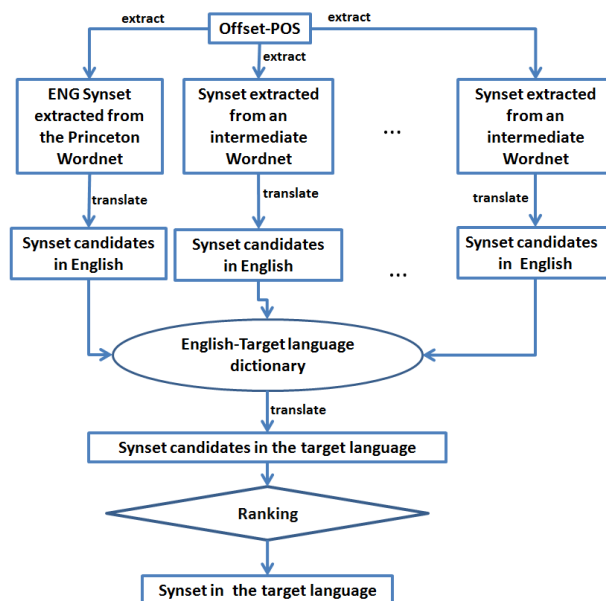 extract
Offset-POS
extract
extract
ENG Synset
extracted from
the Princeton
Wordnet
Synset extracted
from an
intermediate
Wordnet
...
Synset extracted
from an
intermediate
Wordnet
translate
translate
translate
Synset candidates
in English
Synset candidates
in English
...
Synset candidates
in English
English-Target language
dictionary
translate
Synset candidates in the target language
Ranking
Synset in the target language